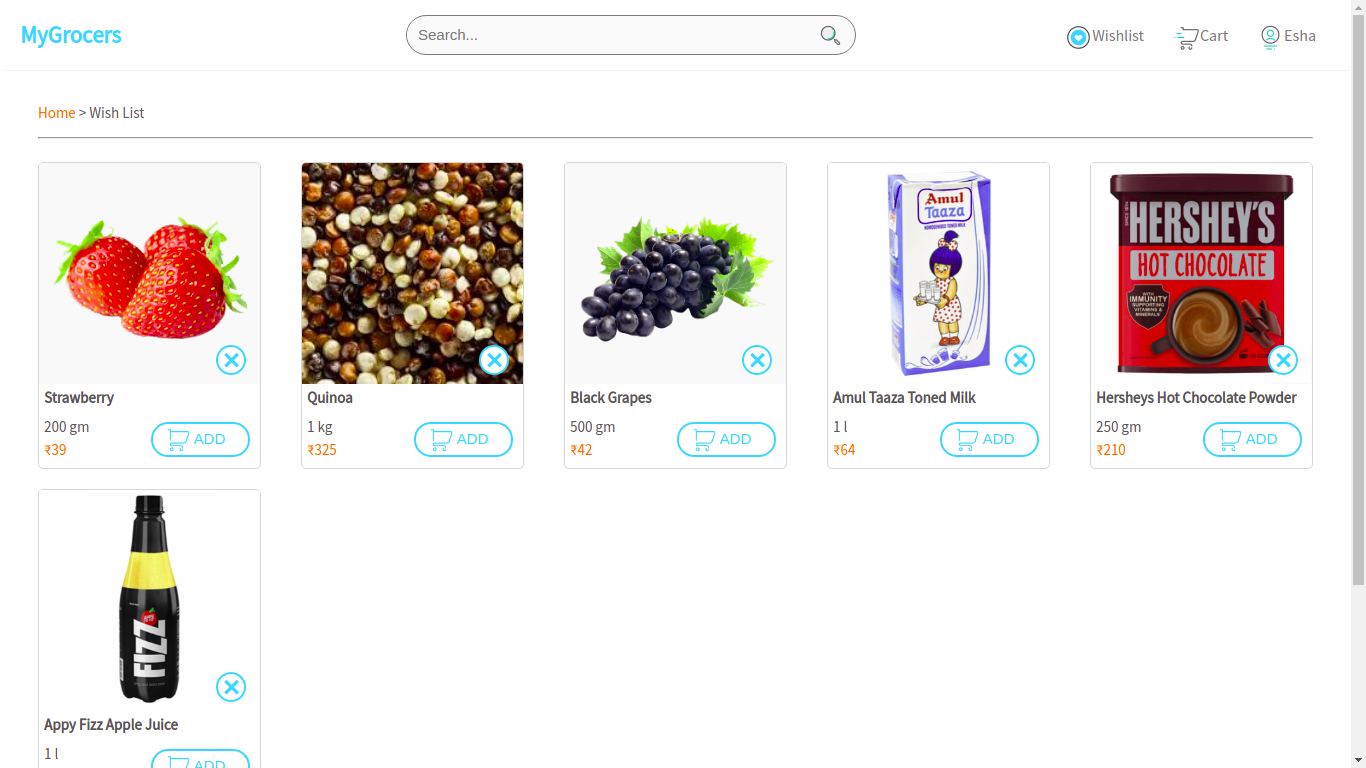 MyGrocers
Search...
Wishlist
Cart
Esha
Home > Wish List
Amul
Taaza
HOMOGENISED TONED MILK
HERSHEY'S
HOT CHOCOLATE
WITH
IMMUNITY
SUPPORTING
VITAMINS &
MINERALS
Strawberry
200 gm
₹39
ADD
Quinoa
1 kg
₹325
ADD
Black Grapes
500 gm
₹42
ADD
Amul Taaza Toned Milk
1 l
₹64
ADD
Hersheys Hot Chocolate Powder
250 gm
₹210
ADD
FIZZ
Appy Fizz Apple Juice
1 l
ADD